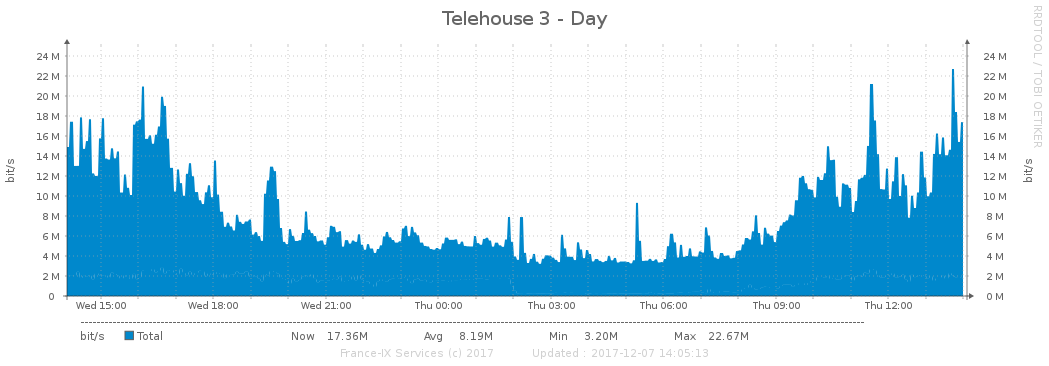 Telehouse 3 - Day
RRDTOOL / TOBI OETIKER
bit/s
24 M 24 M
22 M 22 M
20 M 20 M
18 M 18 M
16 M 16 M
14 M 14 M
12 M 12 M
10 M 10 M
8 M 8 M
6 M 6 M
4 M 4 M
2 M 2 M
0 0 M
bit/s
Wed 15:00 Wed 18:00 Wed 21:00 Thu 00:00 Thu 03:00 Thu 06:00 Thu 09:00 Thu 12:00
bit/s Total Now 17.36M Avg 8.19M Min 3.20M Max 22.67M
France-IX Services (c) 2017 Updated : 2017-12-07 14:05:13